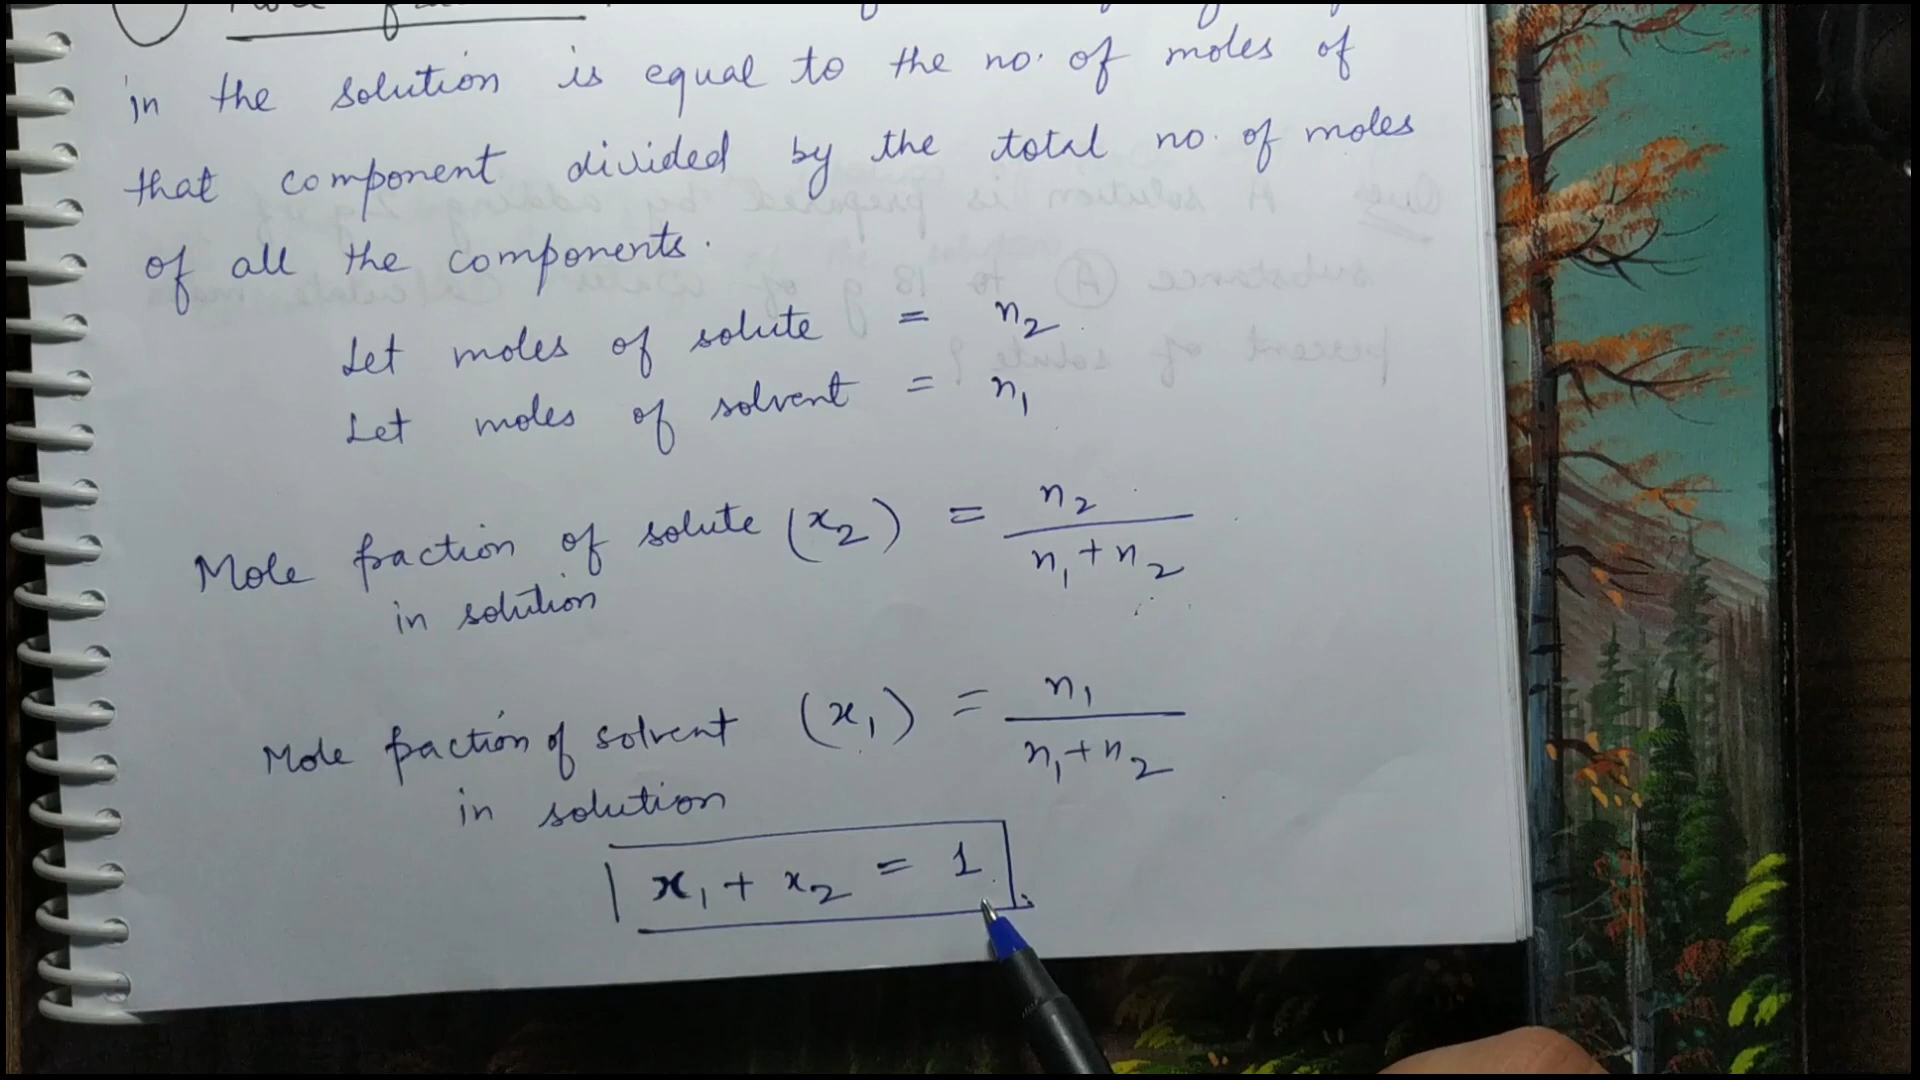 in the solution is equal to the no. of moles of
that component divided by the total no. of moles
of all the components.
Let moles of solute = n₂
Let moles of solvent = n₁
Mole fraction of solute (x₂) = n₂ / n₁+n₂
in solution
Mole fraction of solvent (x₁) = n₁ / n₁+n₂
in solution
x₁ + x₂ = 1